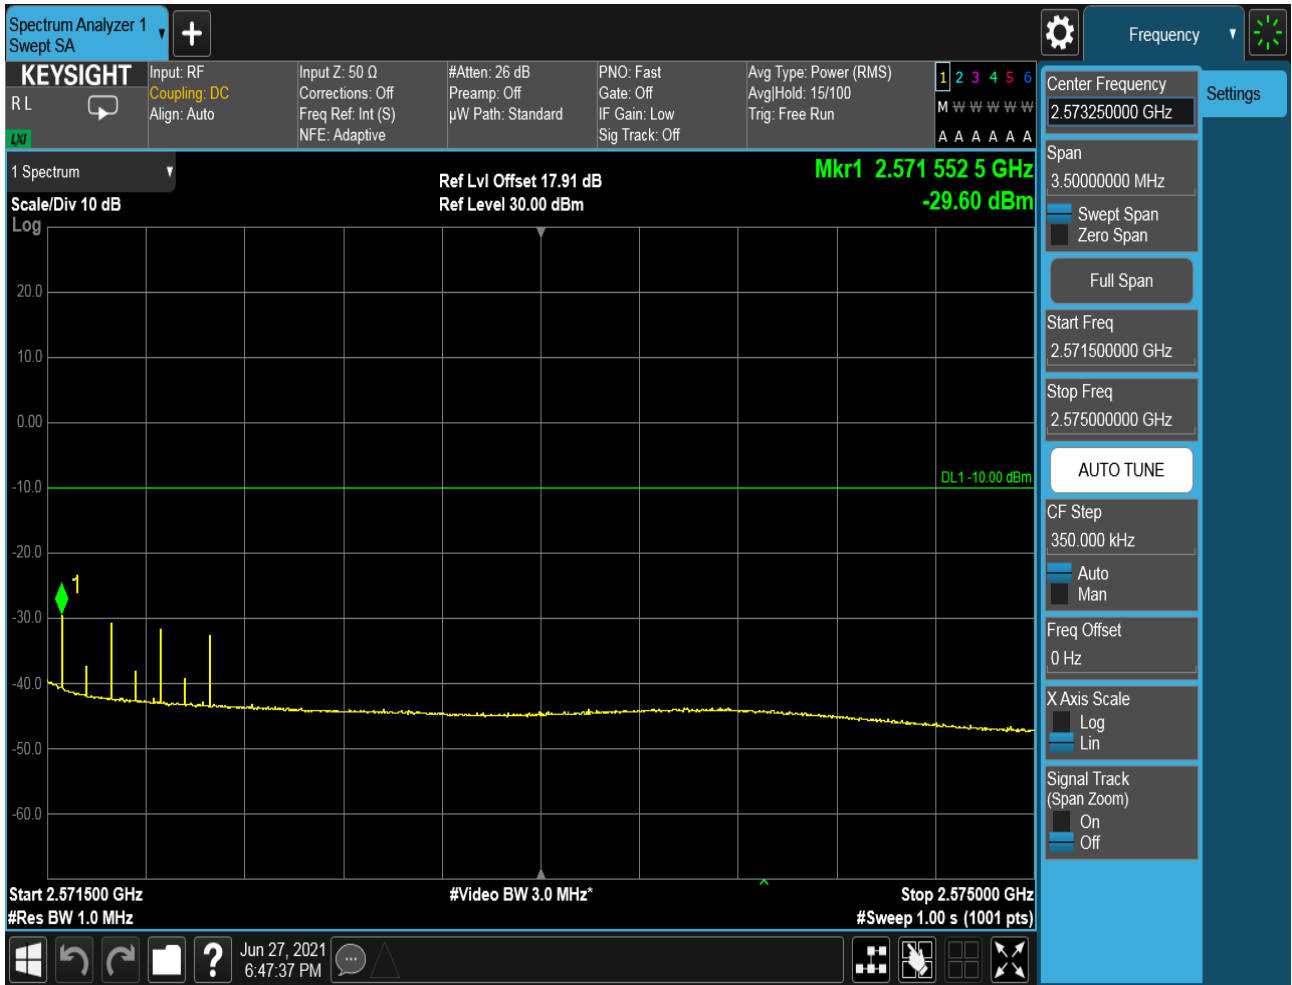 Spectrum Analyzer 1
Swept SA
Frequency
KEYSIGHT
R L
LXI
Input: RF
Coupling: DC
Align: Auto
Input Z: 50 Ω
Corrections: Off
Freq Ref: Int (S)
NFE: Adaptive
#Atten: 26 dB
Preamp: Off
µW Path: Standard
PNO: Fast
Gate: Off
IF Gain: Low
Sig Track: Off
Avg Type: Power (RMS)
Avg|Hold: 15/100
Trig: Free Run
1 2 3 4 5 6
M W W W W W
A A A A A A
1 Spectrum
Scale/Div 10 dB
Log
Ref Lvl Offset 17.91 dB
Ref Level 30.00 dBm
Mkr1 2.571 552 5 GHz
-29.60 dBm
20.0
10.0
0.00
-10.0
-20.0
-30.0
-40.0
-50.0
-60.0
DL1 -10.00 dBm
1
Start 2.571500 GHz
#Res BW 1.0 MHz
#Video BW 3.0 MHz*
Stop 2.575000 GHz
#Sweep 1.00 s (1001 pts)
Jun 27, 2021
6:47:37 PM
Center Frequency
2.573250000 GHz
Settings
Span
3.50000000 MHz
Swept Span
Zero Span
Full Span
Start Freq
2.571500000 GHz
Stop Freq
2.575000000 GHz
AUTO TUNE
CF Step
350.000 kHz
Auto
Man
Freq Offset
0 Hz
X Axis Scale
Log
Lin
Signal Track
(Span Zoom)
On
Off